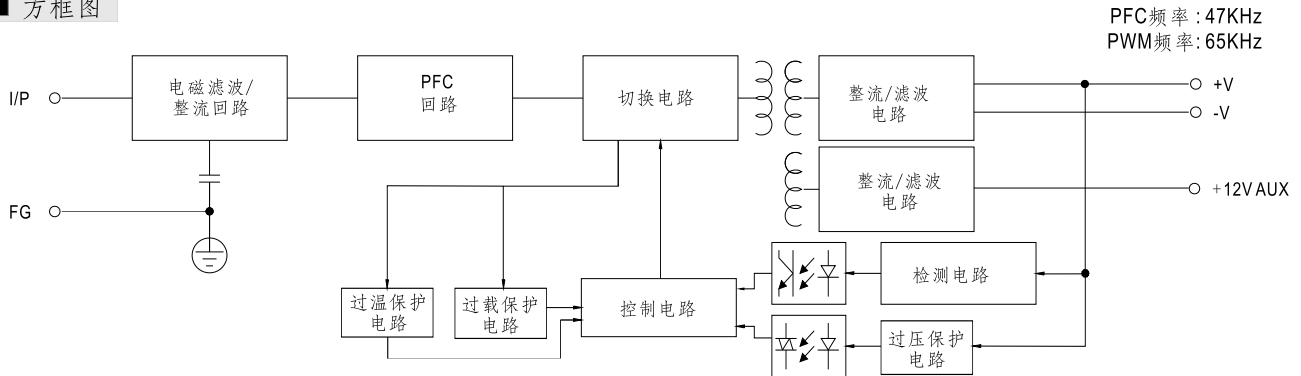 方框图
PFC频率:47KHz
PWM频率:65KHz
I/P
电磁滤波/
整流回路
PFC
回路
切换电路
整流/滤波
电路
+V
-V
整流/滤波
电路
+12V AUX
FG
检测电路
过温保护
电路
过载保护
电路
控制电路
过压保护
电路